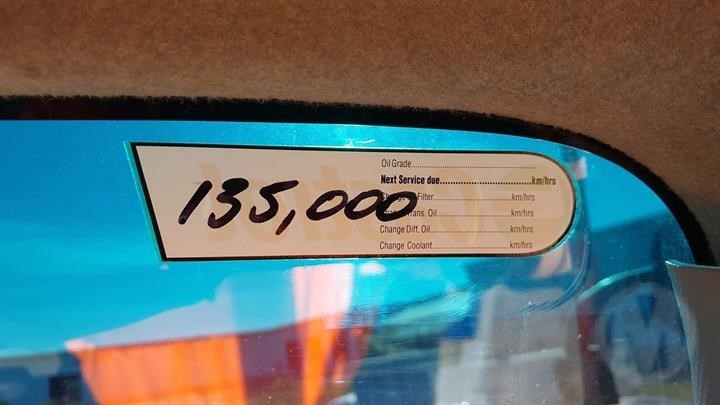 Oil Grade....................................
Next Service due.........................km/hrs
135,000
Filter........................km/hrs
Trans. Oil........................km/hrs
Change Diff. Oil........................km/hrs
Change Coolant........................km/hrs